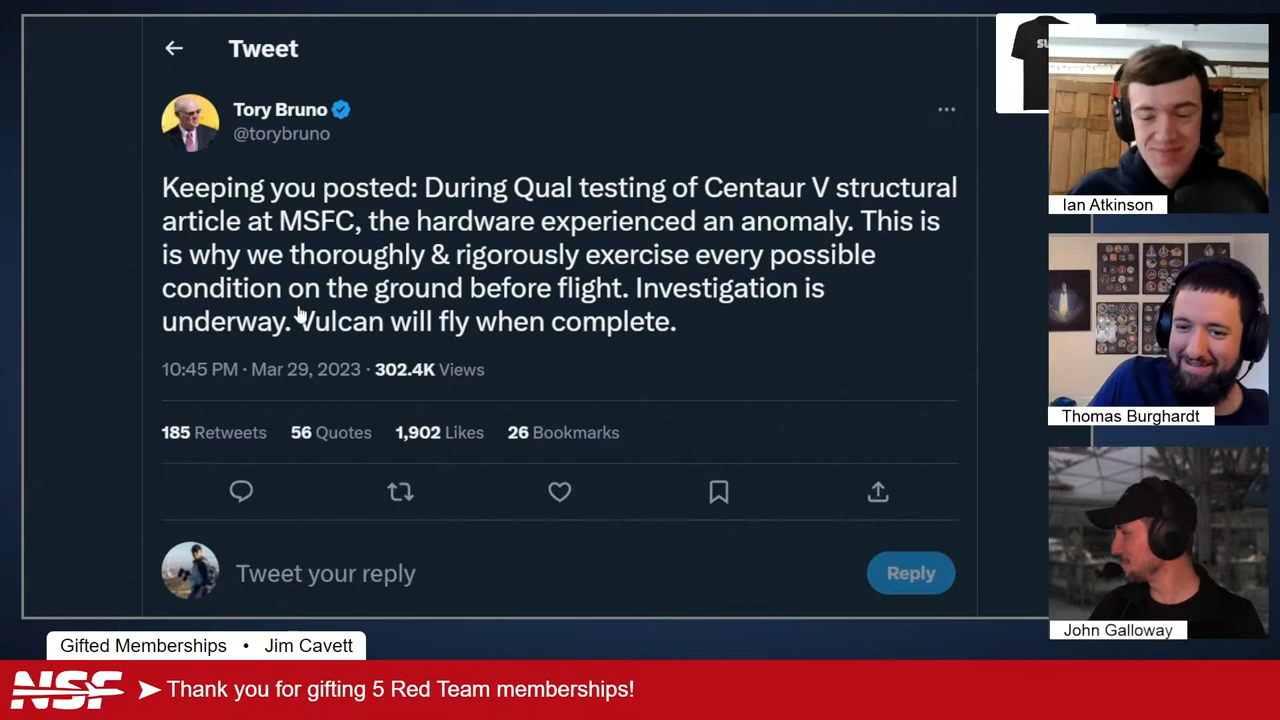 Tweet
Tory Bruno
@torybruno
Keeping you posted: During Qual testing of Centaur V structural
article at MSFC, the hardware experienced an anomaly. This is
is why we thoroughly & rigorously exercise every possible
condition on the ground before flight. Investigation is
underway. Vulcan will fly when complete.
10:45 PM · Mar 29, 2023 · 302.4K Views
185 Retweets 56 Quotes 1,902 Likes 26 Bookmarks
Tweet your reply
Reply
Ian Atkinson
Thomas Burghardt
John Galloway
Gifted Memberships • Jim Cavett
NSF
Thank you for gifting 5 Red Team memberships!